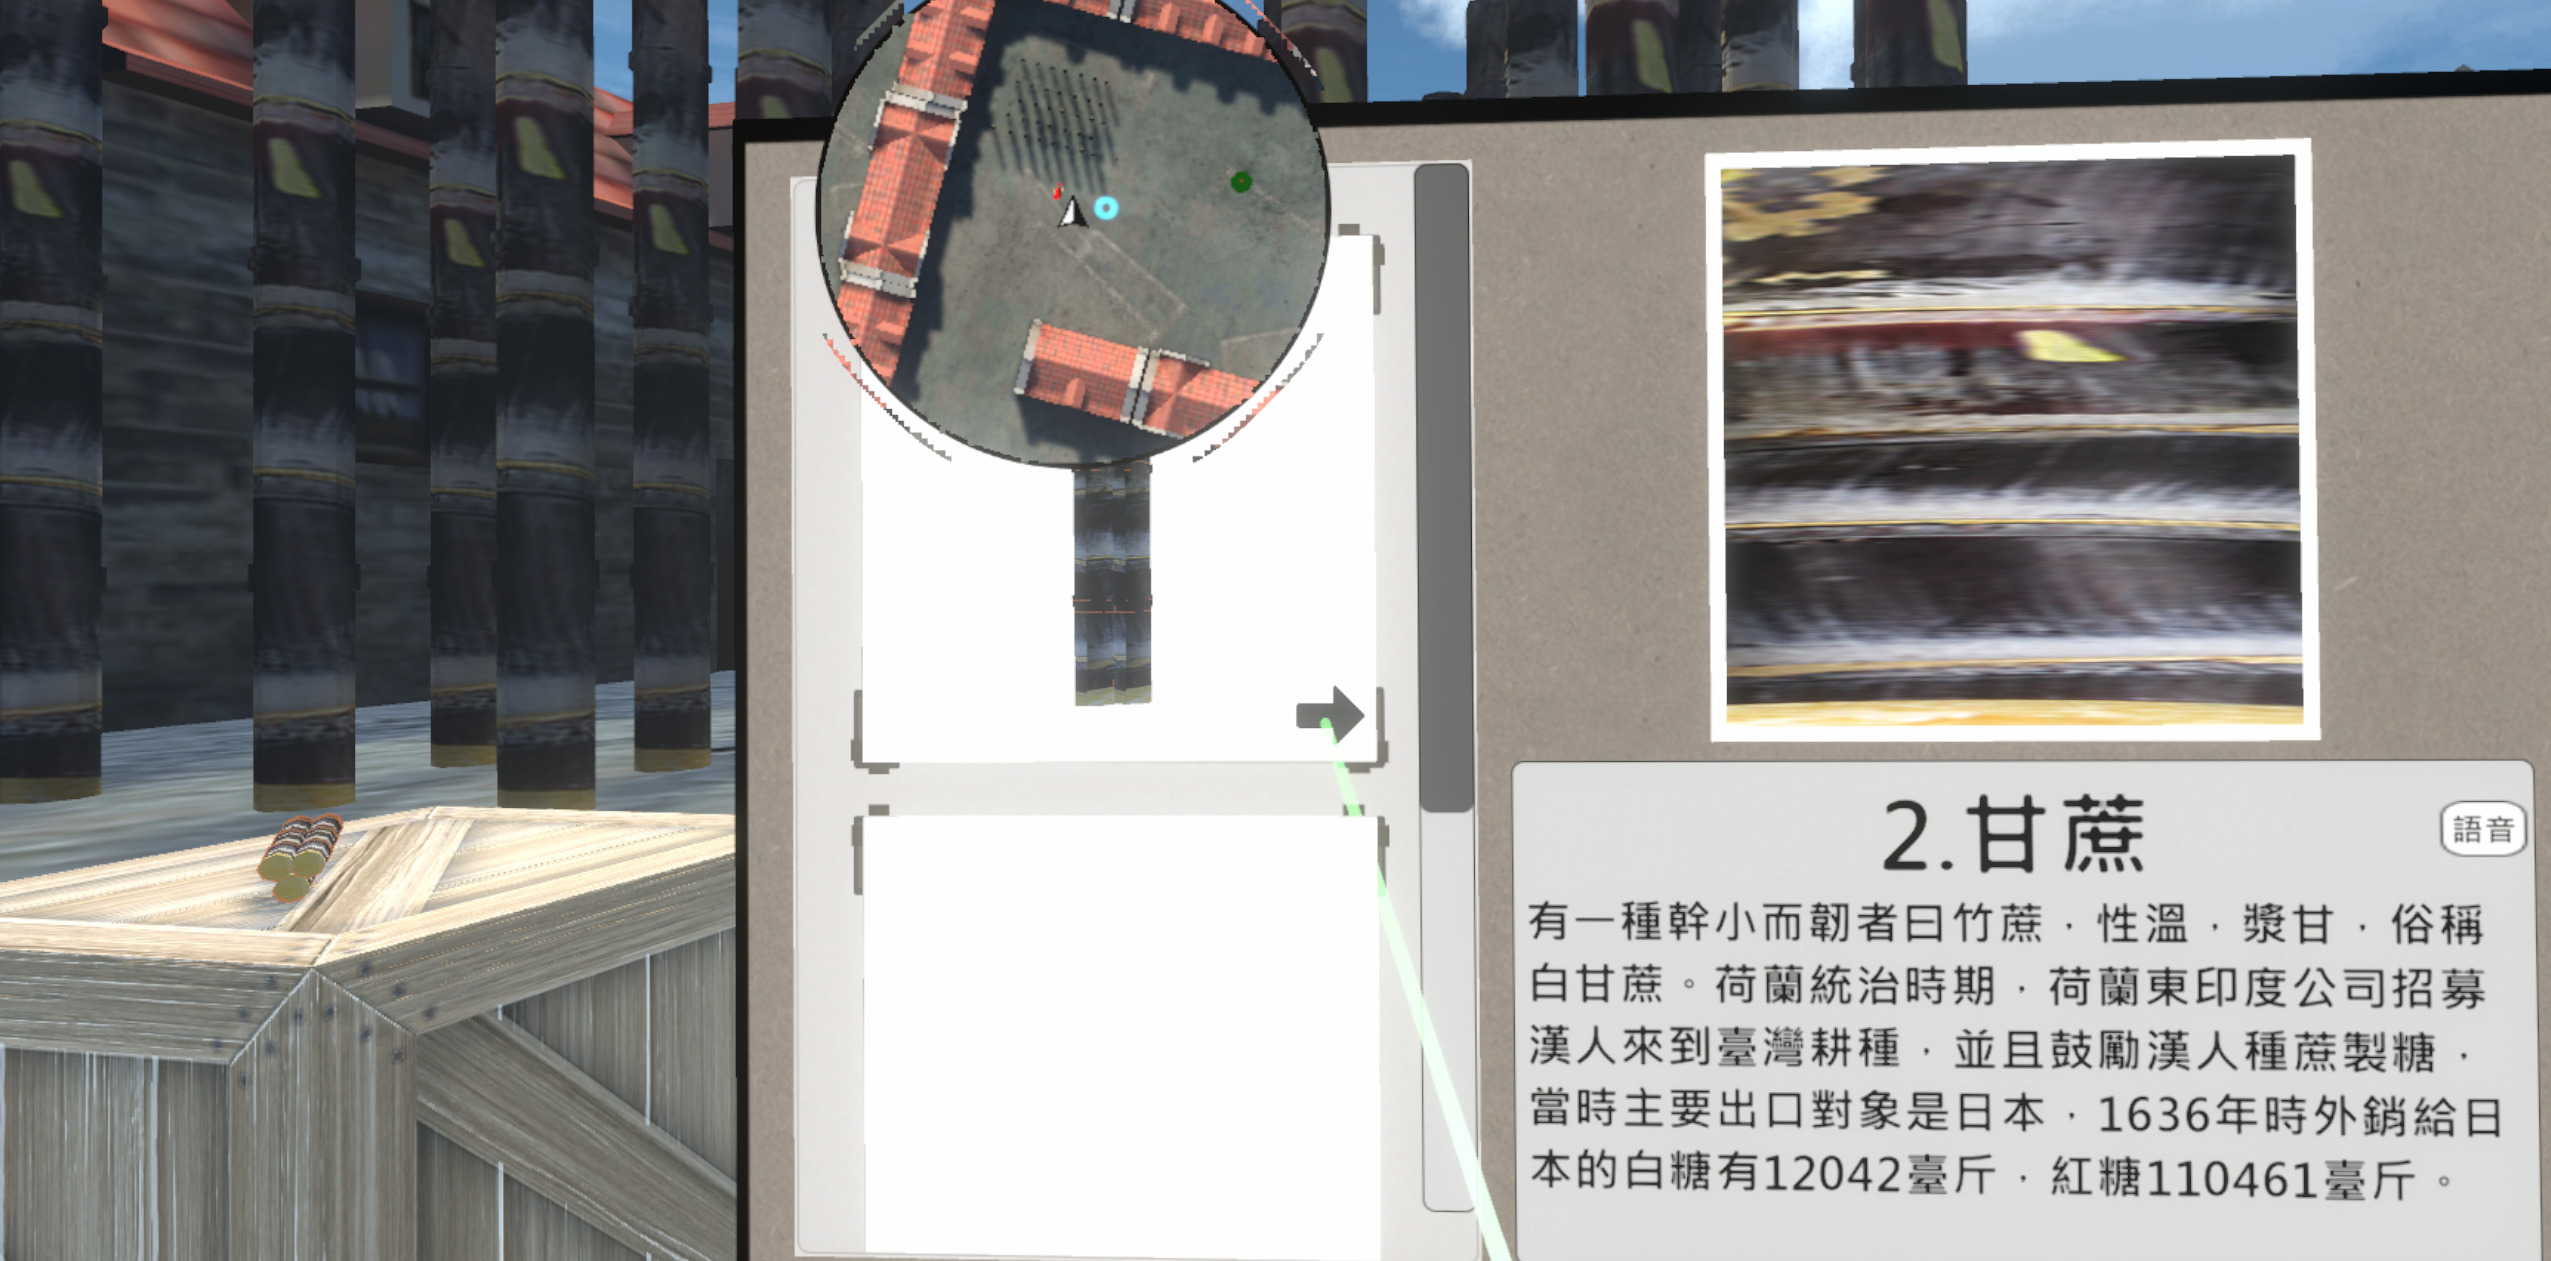 2.甘蔗
語音
有一種幹小而韌者曰竹蔗，性溫，漿甘，俗稱
白甘蔗。荷蘭統治時期，荷蘭東印度公司招募
漢人來到臺灣耕種，並且鼓勵漢人種蔗製糖，
當時主要出口對象是日本，1636年時外銷給日
本的白糖有12042臺斤，紅糖110461臺斤。